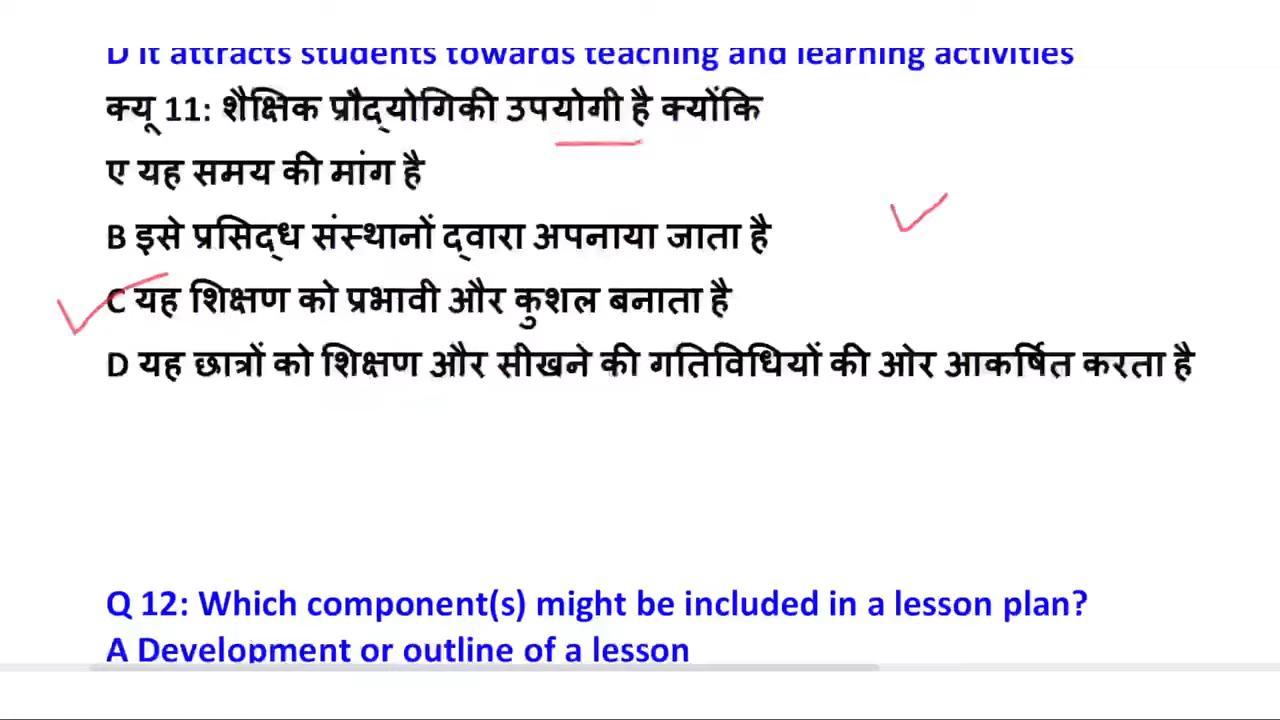 D It attracts students towards teaching and learning activities
क्यू 11: शैक्षिक प्रौद्योगिकी उपयोगी है क्योंकि
ए यह समय की मांग है
B इसे प्रसिद्ध संस्थानों द्वारा अपनाया जाता है
C यह शिक्षण को प्रभावी और कुशल बनाता है
D यह छात्रों को शिक्षण और सीखने की गतिविधियों की ओर आकर्षित करता है
Q 12: Which component(s) might be included in a lesson plan?
A Development or outline of a lesson